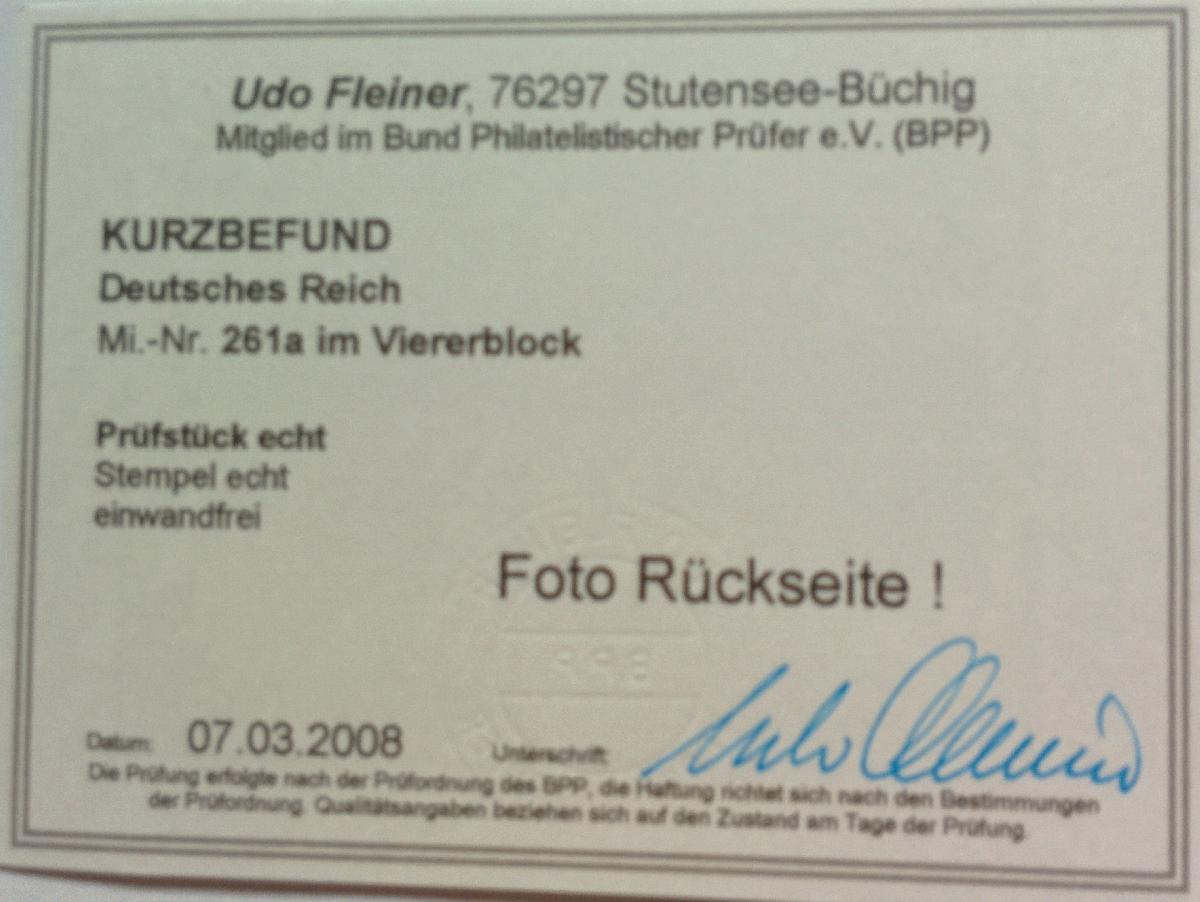 Udo Fleiner, 76297 Stutensee-Büchig
Mitglied im Bund Philatelistischer Prüfer e.V. (BPP)
KURZBEFUND
Deutsches Reich
Mi.-Nr. 261a im Viererblock
Prüfstück echt
Stempel echt
einwandfrei
Foto Rückseite !
Datum: 07.03.2008 Unterschrift:
Die Prüfung erfolgte nach der Prüfordnung des BPP, die Haftung richtet sich nach den Bestimmungen
der Prüfordnung. Qualitätsangaben beziehen sich auf den Zustand am Tage der Prüfung.